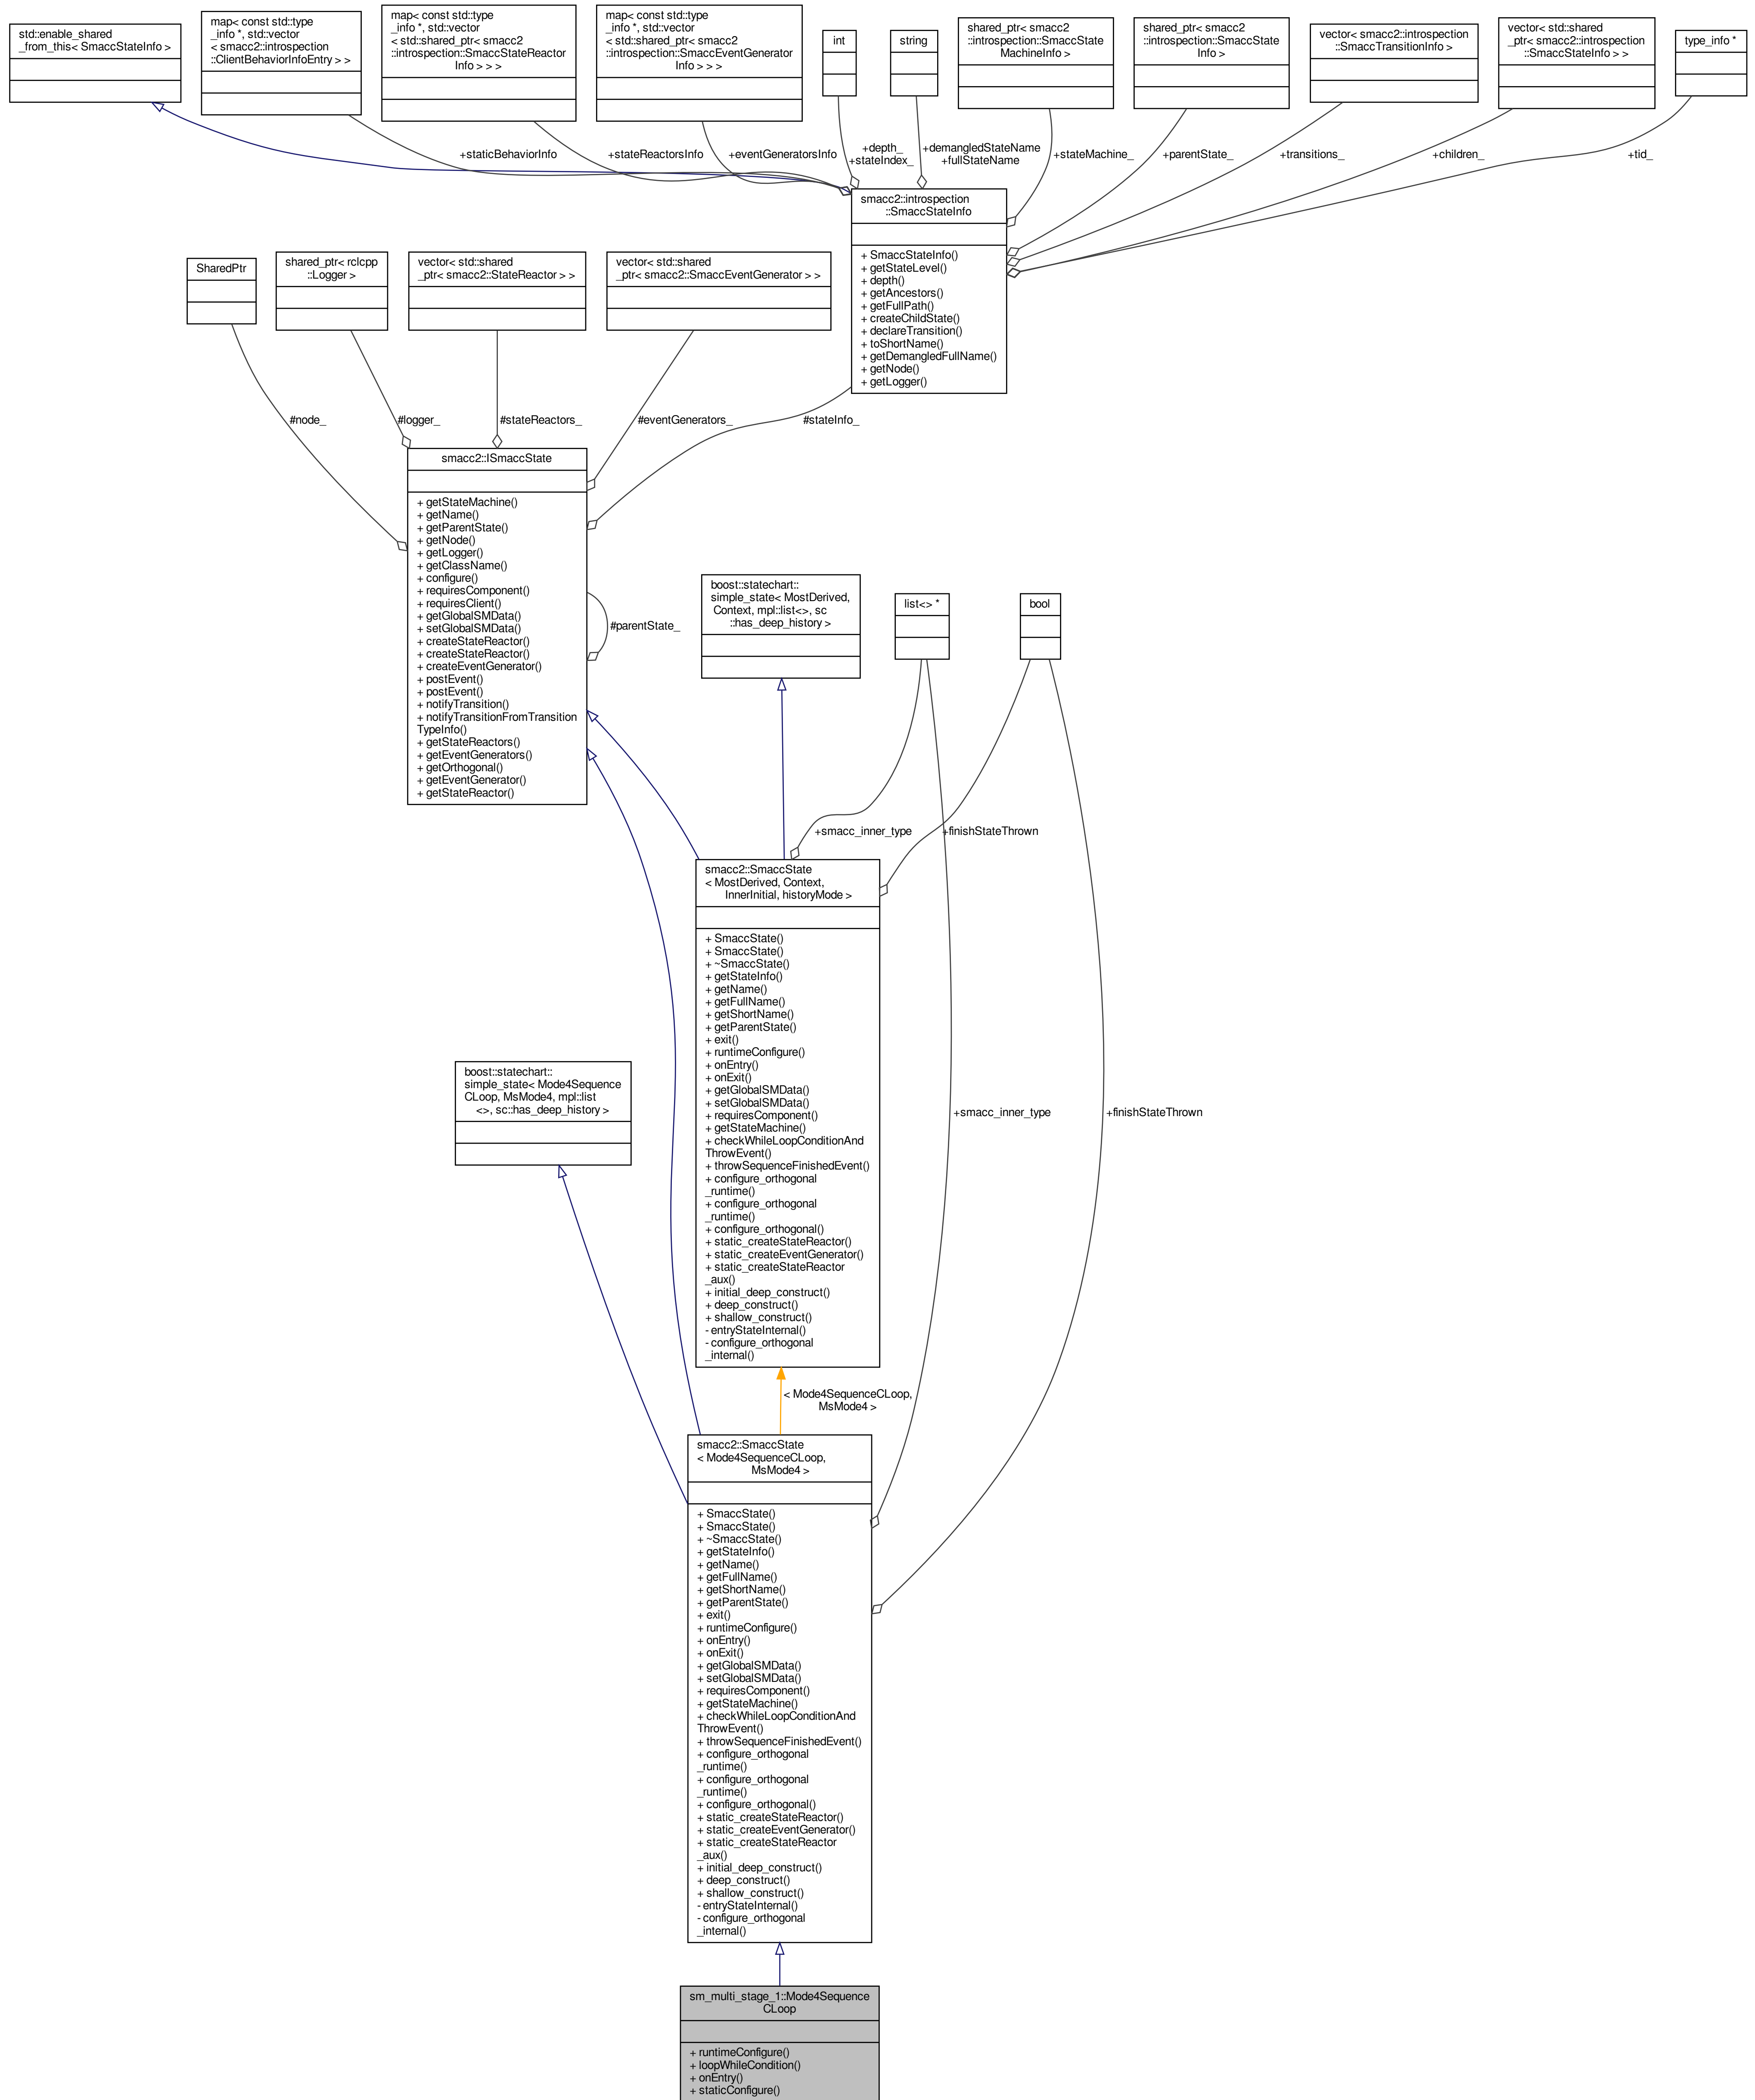 std::enable_shared
_from_this< SmaccStateInfo >
map< const std::type
_info *, std::vector
< smacc2::introspection
::ClientBehaviorInfoEntry > >
map< const std::type
_info *, std::vector
< std::shared_ptr< smacc2
::introspection::SmaccStateReactor
Info > > >
map< const std::type
_info *, std::vector
< std::shared_ptr< smacc2
::introspection::SmaccEventGenerator
Info > > >
int
string
shared_ptr< smacc2
::introspection::SmaccState
MachineInfo >
shared_ptr< smacc2
::introspection::SmaccState
Info >
vector< smacc2::introspection
::SmaccTransitionInfo >
vector< std::shared
_ptr< smacc2::introspection
::SmaccStateInfo > >
type_info *
+staticBehaviorInfo
+stateReactorsInfo
+eventGeneratorsInfo
+depth_
+stateIndex_
+demangledStateName
+fullStateName
+stateMachine_
+parentState_
+transitions_
+children_
+tid_
smacc2::introspection
::SmaccStateInfo
+ SmaccStateInfo()
+ getStateLevel()
+ depth()
+ getAncestors()
+ getFullPath()
+ createChildState()
+ declareTransition()
+ toShortName()
+ getDemangledFullName()
+ getNode()
+ getLogger()
SharedPtr
shared_ptr< rclcpp
::Logger >
vector< std::shared
_ptr< smacc2::StateReactor > >
vector< std::shared
_ptr< smacc2::SmaccEventGenerator > >
#node_
#logger_
#stateReactors_
#eventGenerators_
#stateInfo_
smacc2::ISmaccState
+ getStateMachine()
+ getName()
+ getParentState()
+ getNode()
+ getLogger()
+ getClassName()
+ configure()
+ requiresComponent()
+ requiresClient()
+ getGlobalSMData()
+ setGlobalSMData()
+ createStateReactor()
+ createStateReactor()
+ createEventGenerator()
+ postEvent()
+ postEvent()
+ notifyTransition()
+ notifyTransitionFromTransition
TypeInfo()
+ getStateReactors()
+ getEventGenerators()
+ getOrthogonal()
+ getEventGenerator()
+ getStateReactor()
#parentState_
boost::statechart::
simple_state< MostDerived,
Context, mpl::list<>, sc
::has_deep_history >
list<> *
bool
+smacc_inner_type
+finishStateThrown
smacc2::SmaccState
< MostDerived, Context,
InnerInitial, historyMode >
+ SmaccState()
+ SmaccState()
+ ~SmaccState()
+ getStateInfo()
+ getName()
+ getFullName()
+ getShortName()
+ getParentState()
+ exit()
+ runtimeConfigure()
+ onEntry()
+ onExit()
+ getGlobalSMData()
+ setGlobalSMData()
+ requiresComponent()
+ getStateMachine()
+ checkWhileLoopConditionAnd
ThrowEvent()
+ throwSequenceFinishedEvent()
+ configure_orthogonal
_runtime()
+ configure_orthogonal
_runtime()
+ configure_orthogonal()
+ static_createStateReactor()
+ static_createEventGenerator()
+ static_createStateReactor
_aux()
+ initial_deep_construct()
+ deep_construct()
+ shallow_construct()
- entryStateInternal()
- configure_orthogonal
_internal()
boost::statechart::
simple_state< Mode4Sequence
CLoop, MsMode4, mpl::list
<>, sc::has_deep_history >
+smacc_inner_type
+finishStateThrown
< Mode4SequenceCLoop,
MsMode4 >
smacc2::SmaccState
< Mode4SequenceCLoop,
MsMode4 >
+ SmaccState()
+ SmaccState()
+ ~SmaccState()
+ getStateInfo()
+ getName()
+ getFullName()
+ getShortName()
+ getParentState()
+ exit()
+ runtimeConfigure()
+ onEntry()
+ onExit()
+ getGlobalSMData()
+ setGlobalSMData()
+ requiresComponent()
+ getStateMachine()
+ checkWhileLoopConditionAnd
ThrowEvent()
+ throwSequenceFinishedEvent()
+ configure_orthogonal
_runtime()
+ configure_orthogonal
_runtime()
+ configure_orthogonal()
+ static_createStateReactor()
+ static_createEventGenerator()
+ static_createStateReactor
_aux()
+ initial_deep_construct()
+ deep_construct()
+ shallow_construct()
- entryStateInternal()
- configure_orthogonal
_internal()
sm_multi_stage_1::Mode4Sequence
CLoop
+ runtimeConfigure()
+ loopWhileCondition()
+ onEntry()
+ staticConfigure()